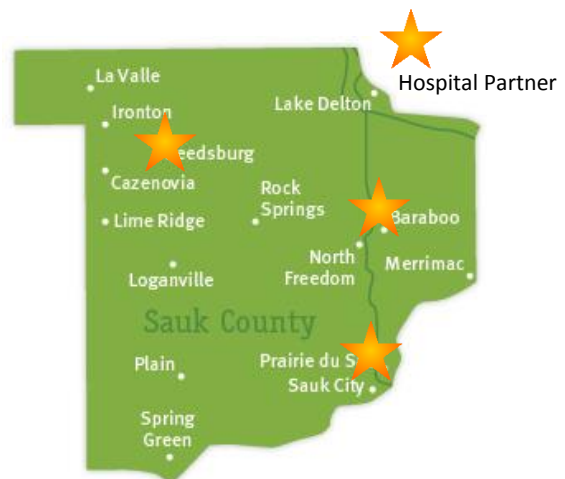 Hospital Partner
La Valle
Lake Delton
Ironton
eedsburg
Cazenovia
Rock
Springs
Lime Ridge
Baraboo
North
Freedom
Merrimac
Loganville
Sauk County
Prairie du S
Sauk City
Plain
Spring
Green